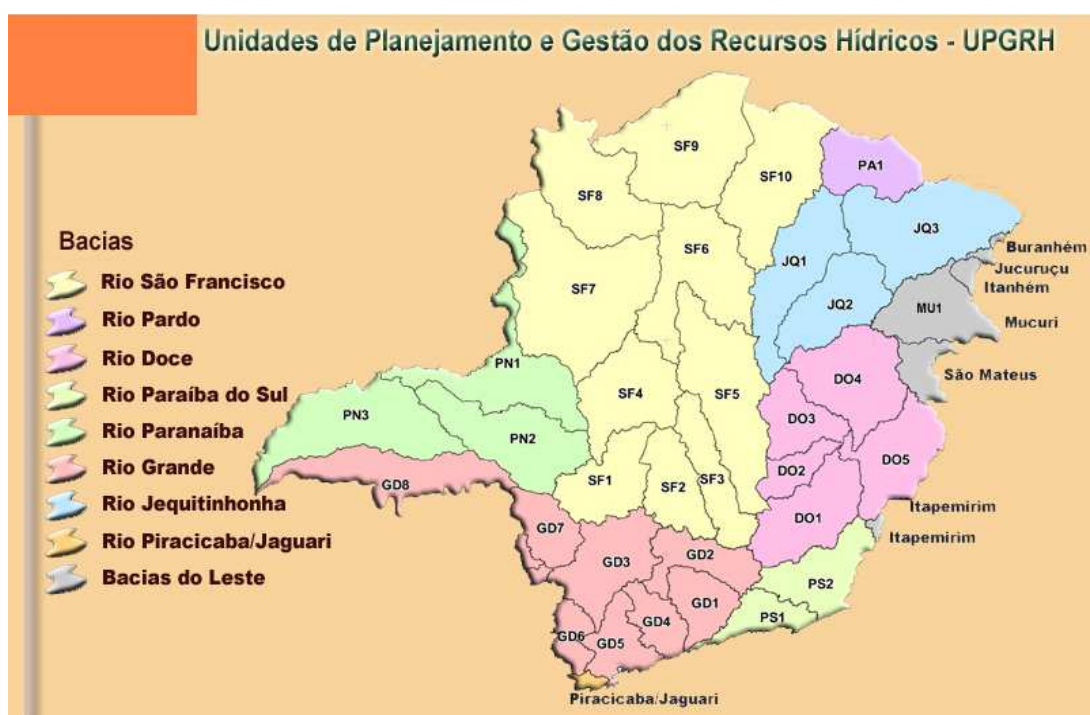 Unidades de Planejamento e Gestão dos Recursos Hídricos - UPGRH
Bacias
Rio São Francisco
Rio Pardo
Rio Doce
Rio Paraíba do Sul
Rio Paranaíba
Rio Grande
Rio Jequitinhonha
Rio Piracicaba/Jaguari
Bacias do Leste
SF9
PA1
SF10
SF8
JQ3
SF6
Buranhém
JQ1
Jucuruçu
SF7
Itanhém
JQ2
MU1
Mucuri
PN1
DO4
São Mateus
SF4
SF5
PN3
DO3
PN2
DO2
DO5
SF1
SF2
SF3
GD8
Itapemirim
DO1
GD7
Itapemirim
GD3
GD2
PS2
GD1
PS1
GD4
GD6
GD5
Piracicaba/Jaguari